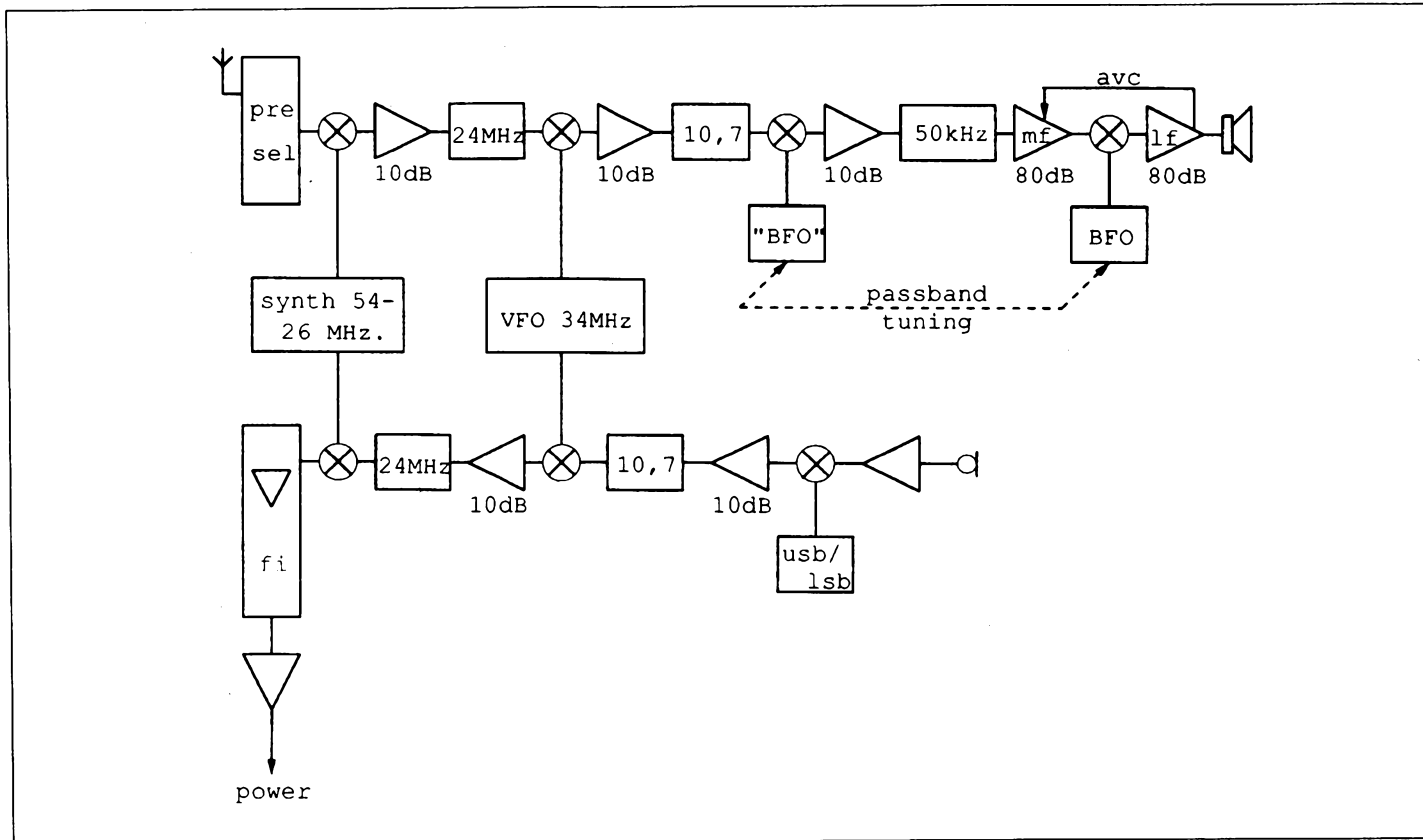 avc
pre
sel
24MHz
10,7
50kHz
mf
lf
10dB
10dB
10dB
80dB
80dB
"BFO"
BFO
passband
tuning
synth 54-
26 MHz.
VFO 34MHz
24MHz
10,7
10dB
10dB
usb/
lsb
fi
power